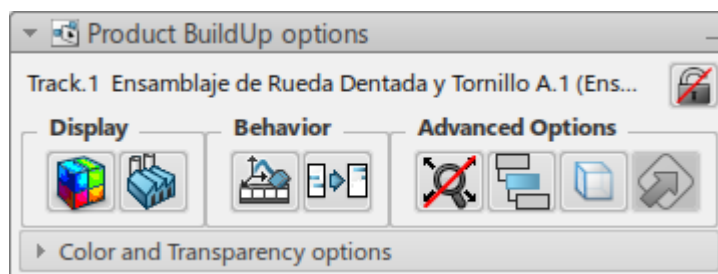 Product BuildUp options
Track.1 Ensamblaje de Rueda Dentada y Tornillo A.1 (Ens...
Display Behavior Advanced Options
Color and Transparency options